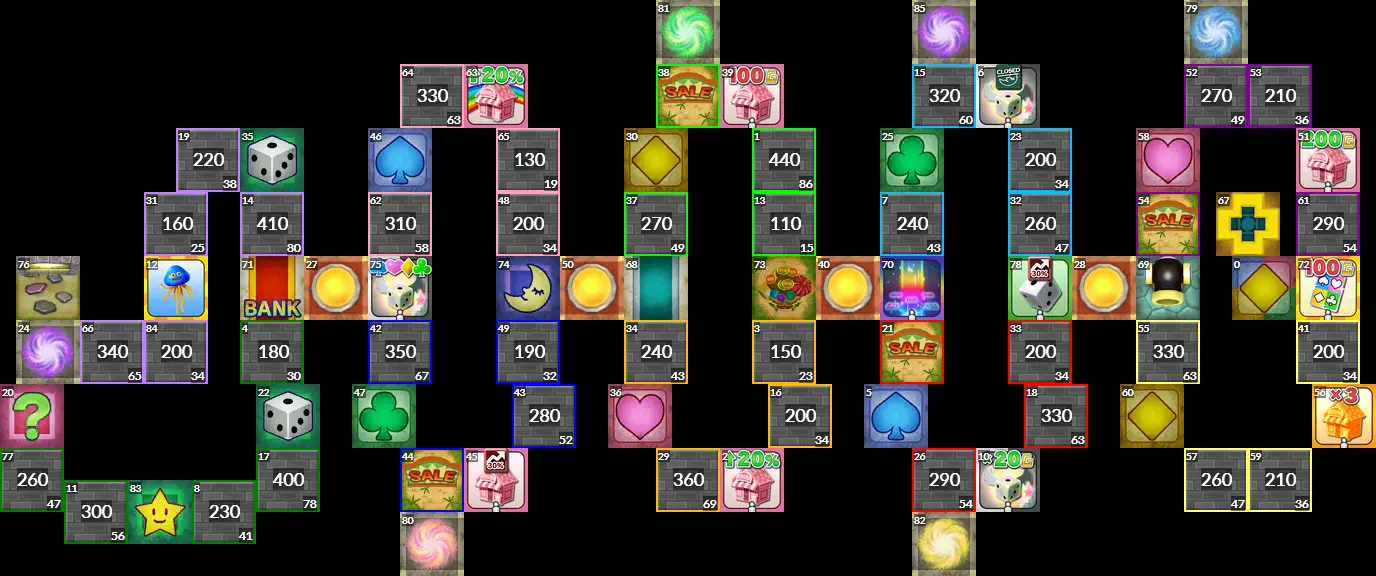 81 85 79
64 330 63 63 ↑20% 38 SALE 39 100G 15 320 60 6 CLOSED 52 270 49 53 210 36
19 220 38 35 46 65 130 19 30 1 440 86 25 23 200 34 58 51 200G
31 160 25 14 410 80 62 310 58 48 200 34 37 270 49 13 110 15 7 240 43 32 260 47 54 SALE 67 61 290 54
76 12 71 BANK 27 75 74 50 68 73 40 70 78 30% 28 69 0 72 100G
24 66 340 65 84 200 34 4 180 30 42 350 67 49 190 32 34 240 43 3 150 23 21 SALE 33 200 34 55 330 63 41 200 34
20 ? 22 47 43 280 52 36 16 200 34 5 18 330 63 60 56 ×3
77 260 47 17 400 78 44 SALE 45 30% 29 360 69 ↑20% 26 290 54 10 ×20G 57 260 47 59 210 36
11 300 56 83 8 230 41
80 82